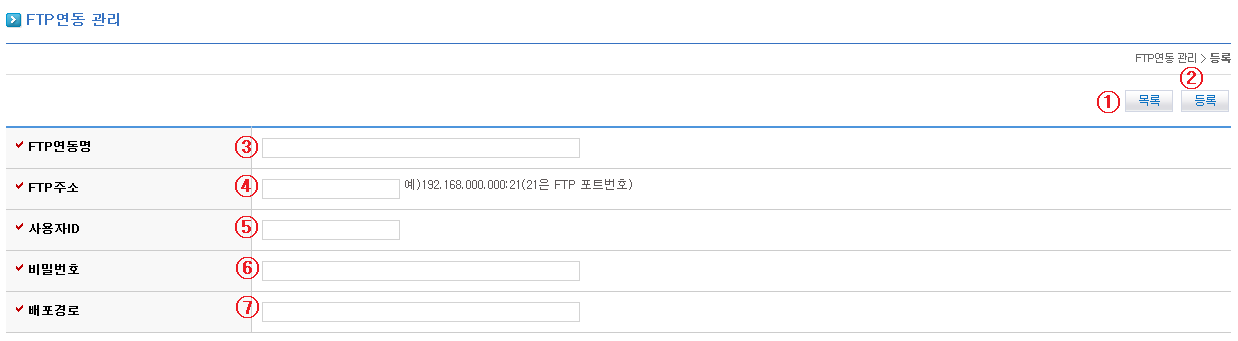 FTP연동 관리
FTP연동 관리 > 등록
① 목록 ② 등록
FTP연동명 ③
FTP주소 ④ 예)192.168.000.000:21(21은 FTP 포트번호)
사용자ID ⑤
비밀번호 ⑥
배포경로 ⑦